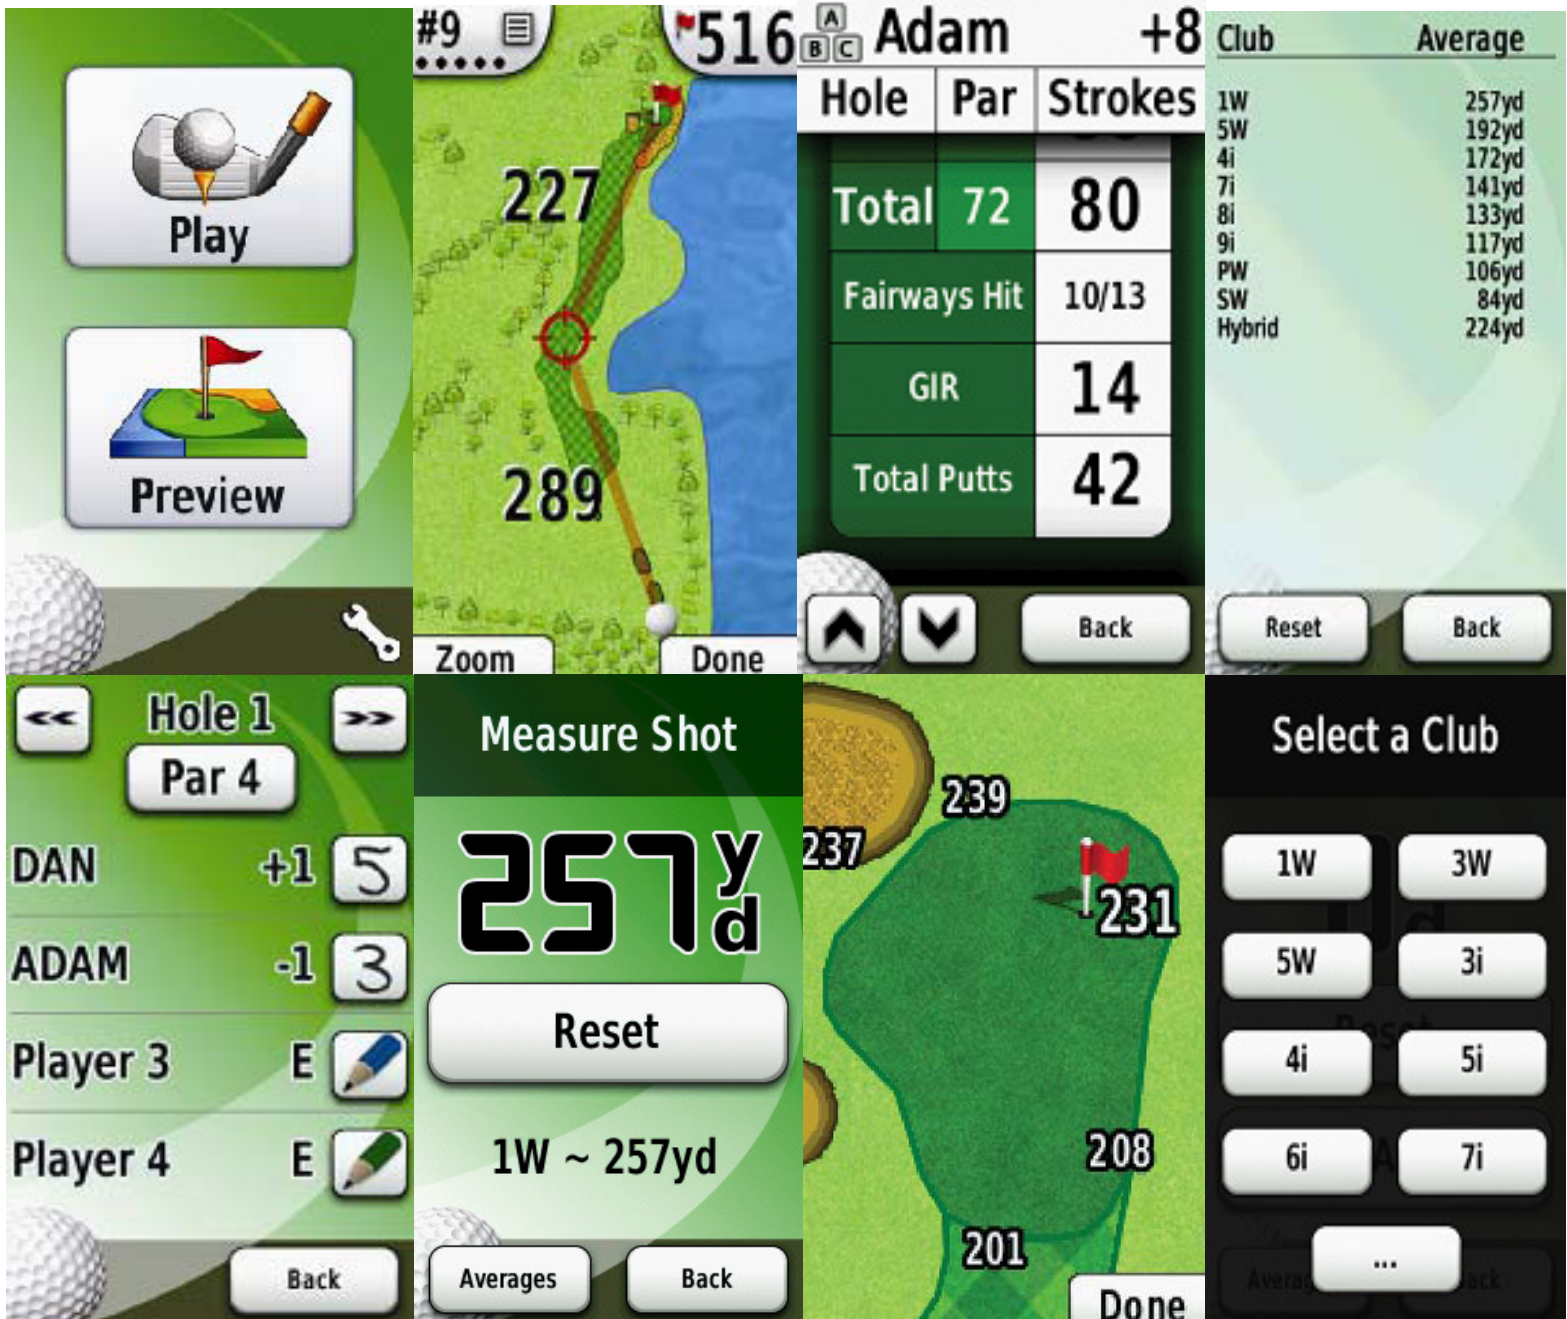 Play
Preview
#9
516
227
289
Zoom
Done
A
B C
Adam +8
Hole Par Strokes
Total 72 80
Fairways Hit 10/13
GIR 14
Total Putts 42
Back
Club Average
1W 257yd
5W 192yd
4i 172yd
7i 141yd
8i 133yd
9i 117yd
PW 106yd
SW 84yd
Hybrid 224yd
Reset Back
<< Hole 1 >>
Par 4
DAN +1 5
ADAM -1 3
Player 3 E
Player 4 E
Back
Measure Shot
257yd
Reset
1W ~ 257yd
Averages Back
239
237
231
208
201
Done
Select a Club
1W 3W
5W 3i
4i 5i
6i 7i
...